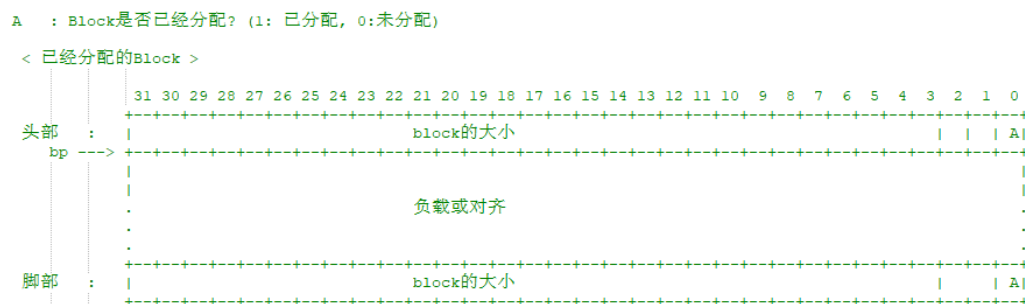 A : Block是否已经分配? (1: 已分配, 0:未分配)
< 已经分配的Block >
31 30 29 28 27 26 25 24 23 22 21 20 19 18 17 16 15 14 13 12 11 10 9 8 7 6 5 4 3 2 1 0
头部 : | block的大小 | | | A|
bp --->
负载或对齐
脚部 : | block的大小 | | A|